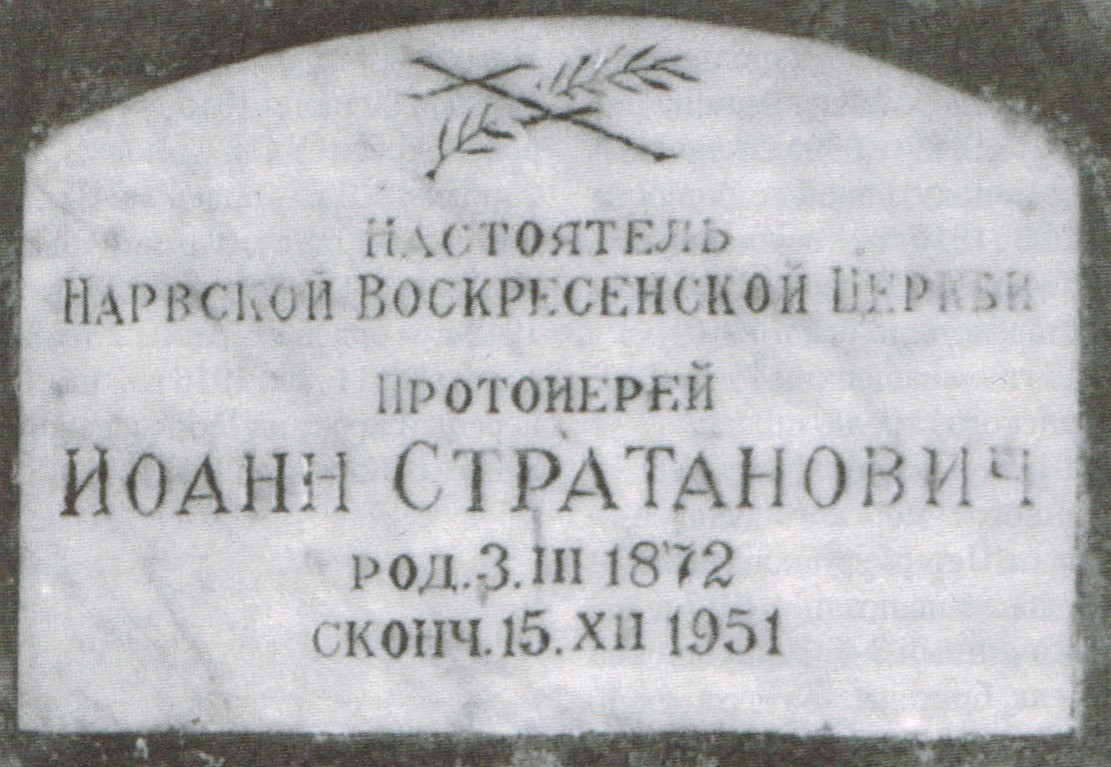 Настоятель
Нарвской Воскресенской Церкви
Протоиерей
Иоанн Стратанович
род. 3. III 1872
сконч. 15. XII 1951